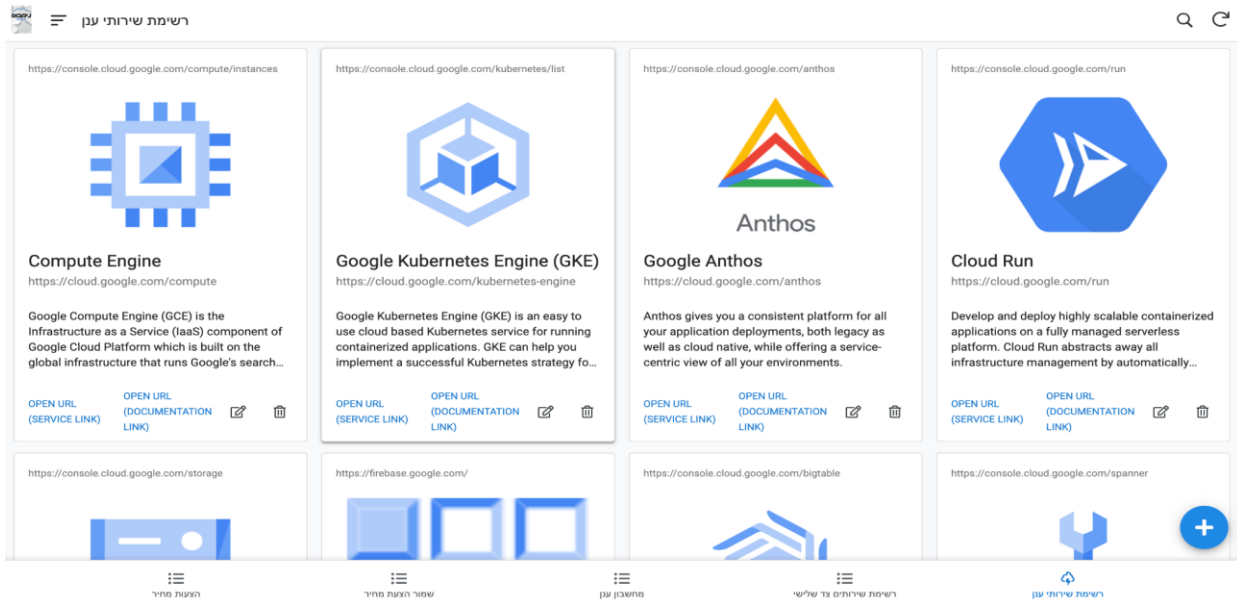 רשימת שירותי ענן
https://console.cloud.google.com/compute/instances
Compute Engine
https://cloud.google.com/compute
Google Compute Engine (GCE) is the
Infrastructure as a Service (IaaS) component of
Google Cloud Platform which is built on the
global infrastructure that runs Google's search...
OPEN URL
(SERVICE LINK)
OPEN URL
(DOCUMENTATION
LINK)
https://console.cloud.google.com/kubernetes/list
Google Kubernetes Engine (GKE)
https://cloud.google.com/kubernetes-engine
Google Kubernetes Engine (GKE) is an easy to
use cloud based Kubernetes service for running
containerized applications. GKE can help you
implement a successful Kubernetes strategy fo...
OPEN URL
(SERVICE LINK)
OPEN URL
(DOCUMENTATION
LINK)
https://console.cloud.google.com/anthos
Anthos
Google Anthos
https://cloud.google.com/anthos
Anthos gives you a consistent platform for all
your application deployments, both legacy as
well as cloud native, while offering a service-
centric view of all your environments.
OPEN URL
(SERVICE LINK)
OPEN URL
(DOCUMENTATION
LINK)
https://console.cloud.google.com/run
Cloud Run
https://cloud.google.com/run
Develop and deploy highly scalable containerized
applications on a fully managed serverless
platform. Cloud Run abstracts away all
infrastructure management by automatically...
OPEN URL
(SERVICE LINK)
OPEN URL
(DOCUMENTATION
LINK)
https://console.cloud.google.com/storage
https://firebase.google.com/
https://console.cloud.google.com/bigtable
https://console.cloud.google.com/spanner
רשימת שירותי ענן
רשימת שירותים צד שלישי
מחשבון ענן
שמור הצעת מחיר
הצעות מחיר